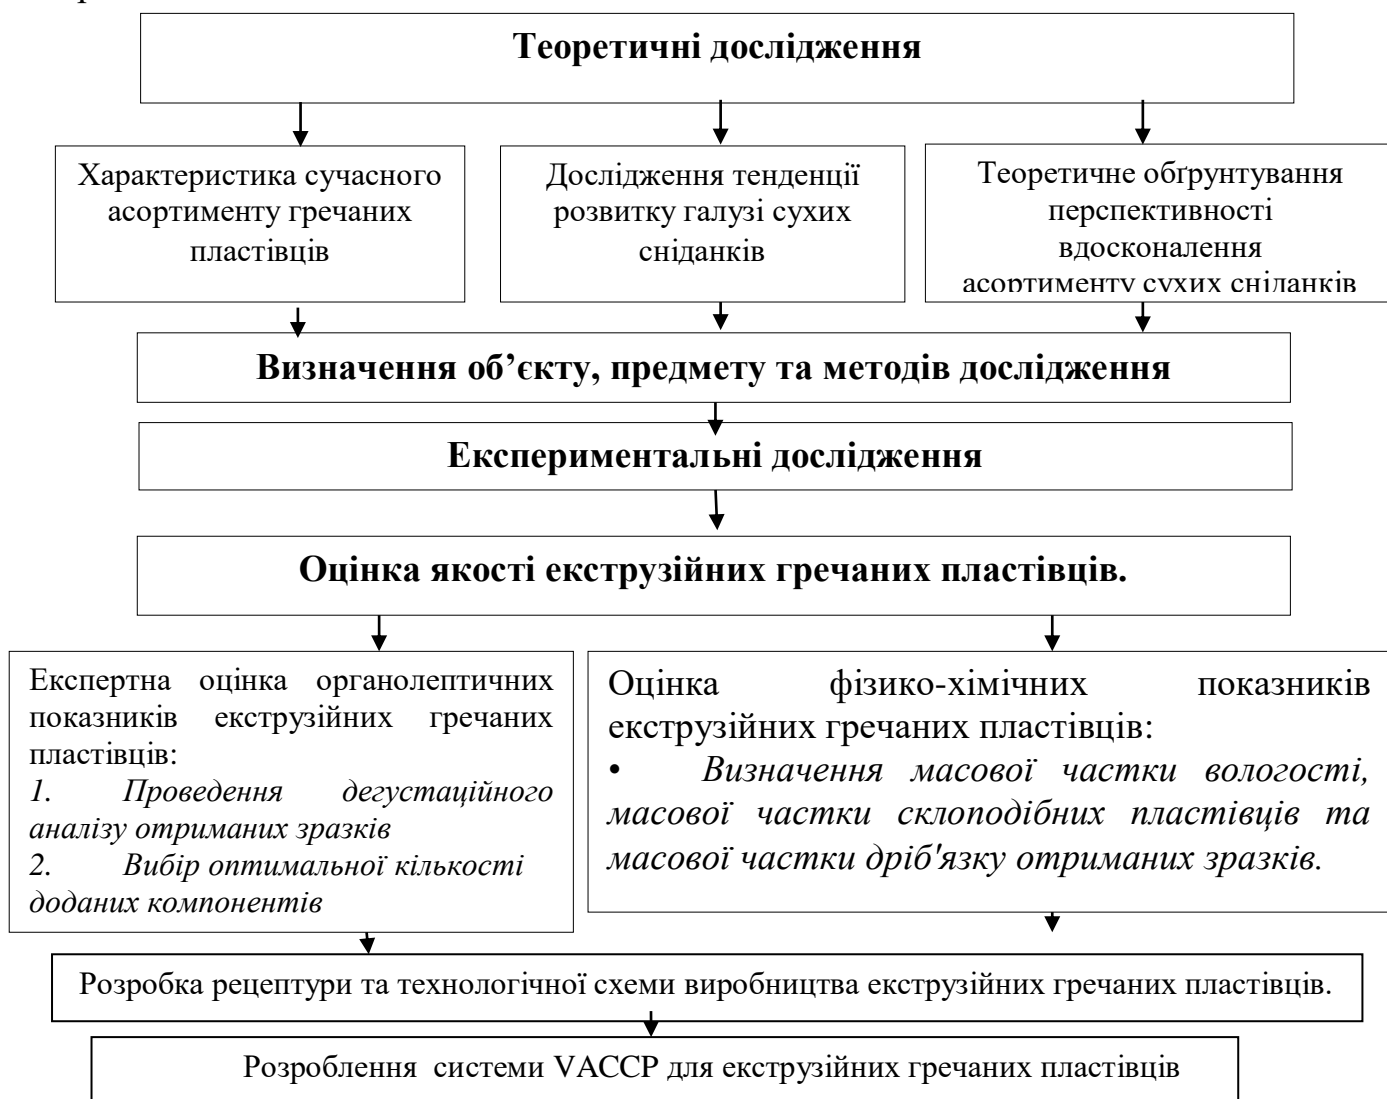 Теоретичні дослідження
Характеристика сучасного
асортименту гречаних
пластівців
Дослідження тенденції
розвитку галузі сухих
сніданків
Теоретичне обґрунтування
перспективності
вдосконалення
асортименту сухих сніданків
Визначення об’єкту, предмету та методів дослідження
Експериментальні дослідження
Оцінка якості екструзійних гречаних пластівців.
Експертна оцінка органолептичних
показників екструзійних гречаних
пластівців:
1. Проведення дегустаційного
аналізу отриманих зразків
2. Вибір оптимальної кількості
доданих компонентів
Оцінка фізико-хімічних показників
екструзійних гречаних пластівців:
• Визначення масової частки вологості,
масової частки склоподібних пластівців та
масової частки дріб'язку отриманих зразків.
Розробка рецептури та технологічної схеми виробництва екструзійних гречаних пластівців.
Розроблення системи VACCP для екструзійних гречаних пластівців